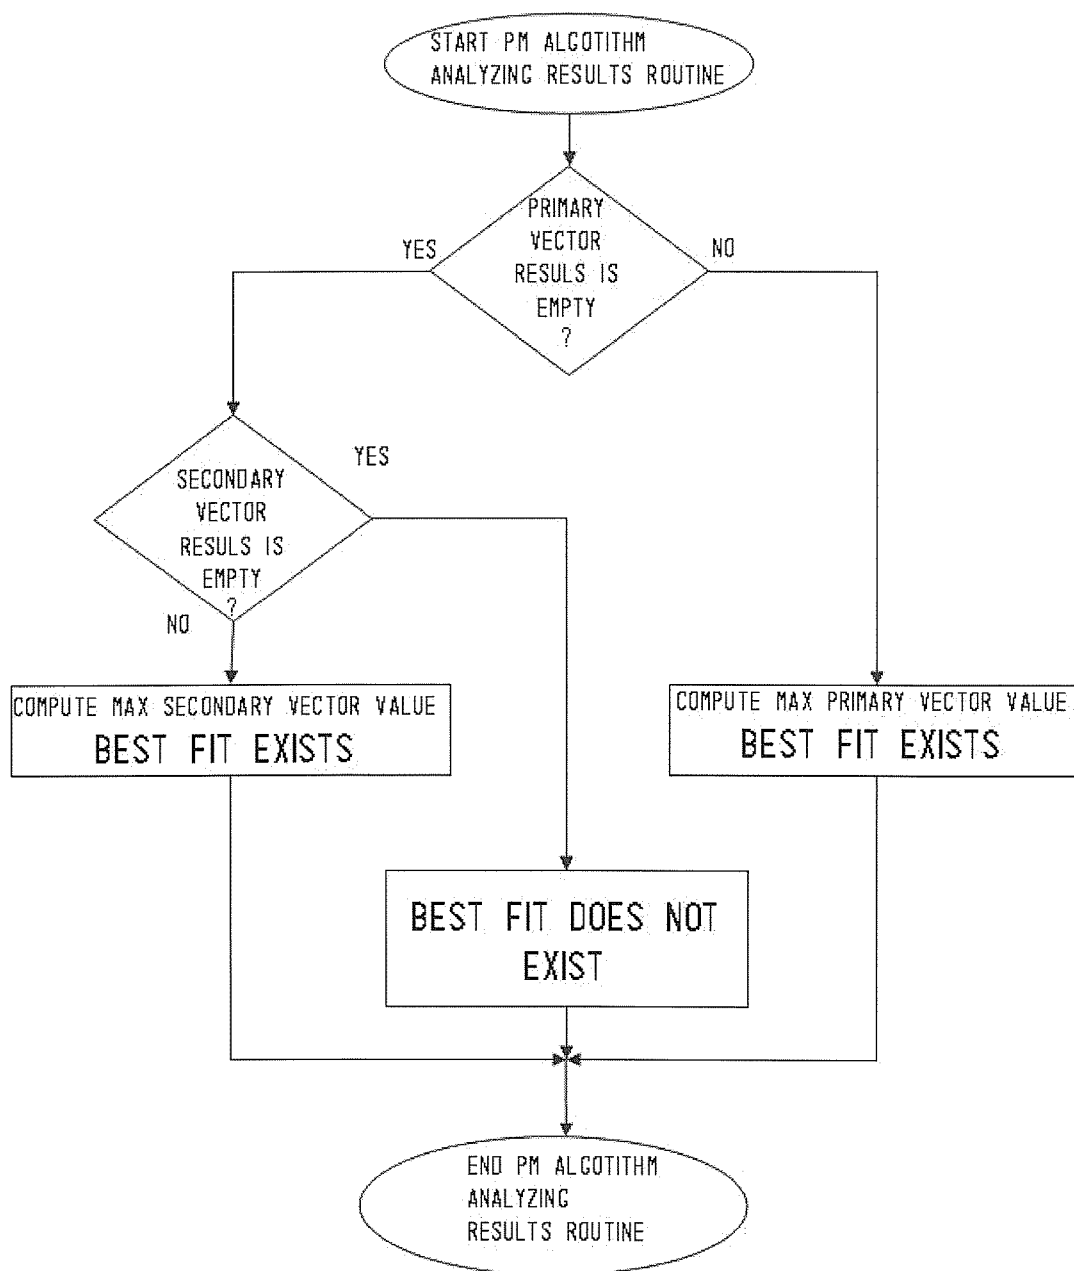 START PM ALGOTITHM
ANALYZING RESULTS ROUTINE
PRIMARY
VECTOR
RESULS IS
EMPTY
?
YES
NO
SECONDARY
VECTOR
RESULS IS
EMPTY
?
YES
NO
COMPUTE MAX SECONDARY VECTOR VALUE
BEST FIT EXISTS
COMPUTE MAX PRIMARY VECTOR VALUE
BEST FIT EXISTS
BEST FIT DOES NOT
EXIST
END PM ALGOTITHM
ANALYZING
RESULTS ROUTINE